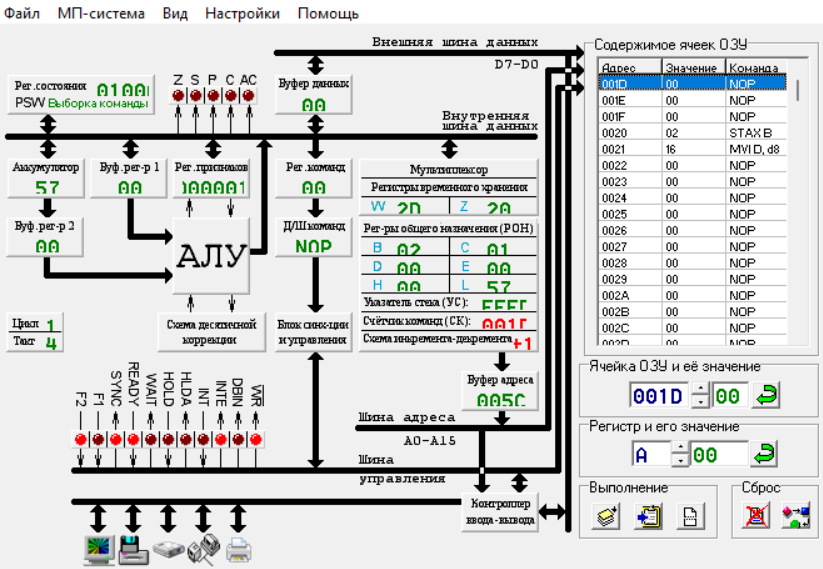 Файл МП-система Вид Настройки Помощь
Внешняя шина данных
D7-D0
Рег.состояния 0100
PSW Выборка команды
Z S P C AC
Буфер данных
00
Внутренняя
шина данных
Аккумулятор
57
Буф.рег-р 1
00
Рег.признаков
000001
Рег.команд
00
Мультиплексор
Регистры временного хранения
W 2D Z 20
Буф.рег-р 2
00
АЛУ
Д/Ш команд
NOP
Рег-ры общего назначения (РОН)
B 02 C 01
D 00 E 00
H 00 L 57
Указатель стека (УС):
Счётчик команд (СК):
Схема инкремента-декремента +1
Цикл 1
Такт 4
Схема десятичной
коррекции
Блок синх-ции
и управления
Буфер адреса
005C
F2 F1 SYNC READY WAIT HOLD HLDA INT INTE DBIN WR
Шина адреса
A0-A15
Шина
управления
Контроллер
ввода-вывода
Содержимое ячеек ОЗУ
Адрес Значение Команда
001D 00 NOP
001E 00 NOP
001F 00 NOP
0020 02 STAX B
0021 16 MVI D, d8
0022 00 NOP
0023 00 NOP
0024 00 NOP
0025 00 NOP
0026 00 NOP
0027 00 NOP
0028 00 NOP
0029 00 NOP
002A 00 NOP
002B 00 NOP
002C 00 NOP
002D 00 NOP
Ячейка ОЗУ и её значение
001D 00
Регистр и его значение
A 00
Выполнение
Сброс